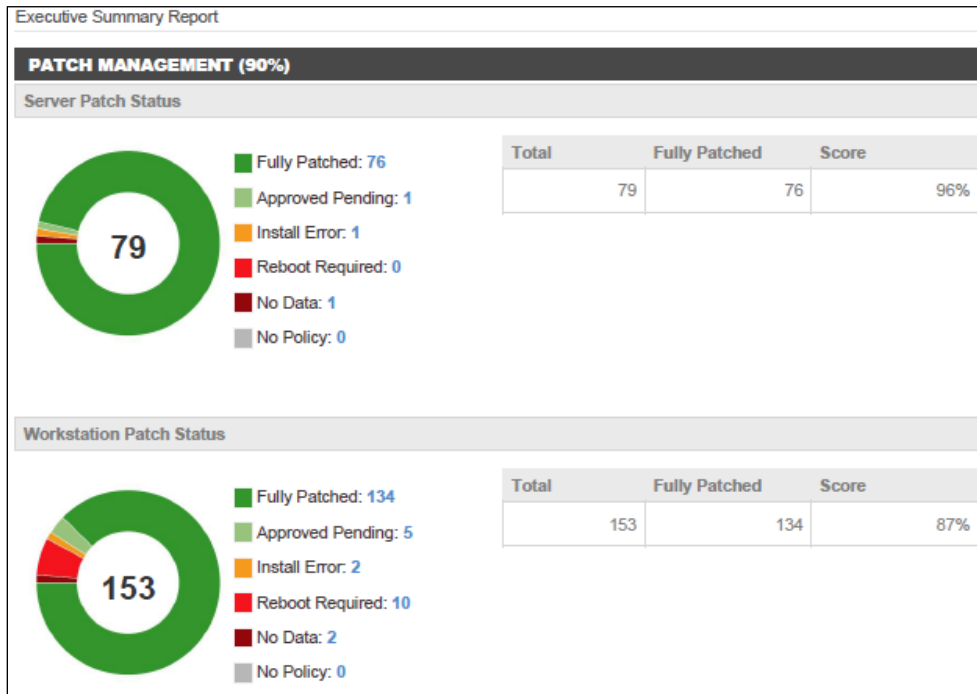 Executive Summary Report
PATCH MANAGEMENT (90%)
Server Patch Status
79
Fully Patched: 76
Approved Pending: 1
Install Error: 1
Reboot Required: 0
No Data: 1
No Policy: 0
Total Fully Patched Score
79 76 96%
Workstation Patch Status
153
Fully Patched: 134
Approved Pending: 5
Install Error: 2
Reboot Required: 10
No Data: 2
No Policy: 0
Total Fully Patched Score
153 134 87%